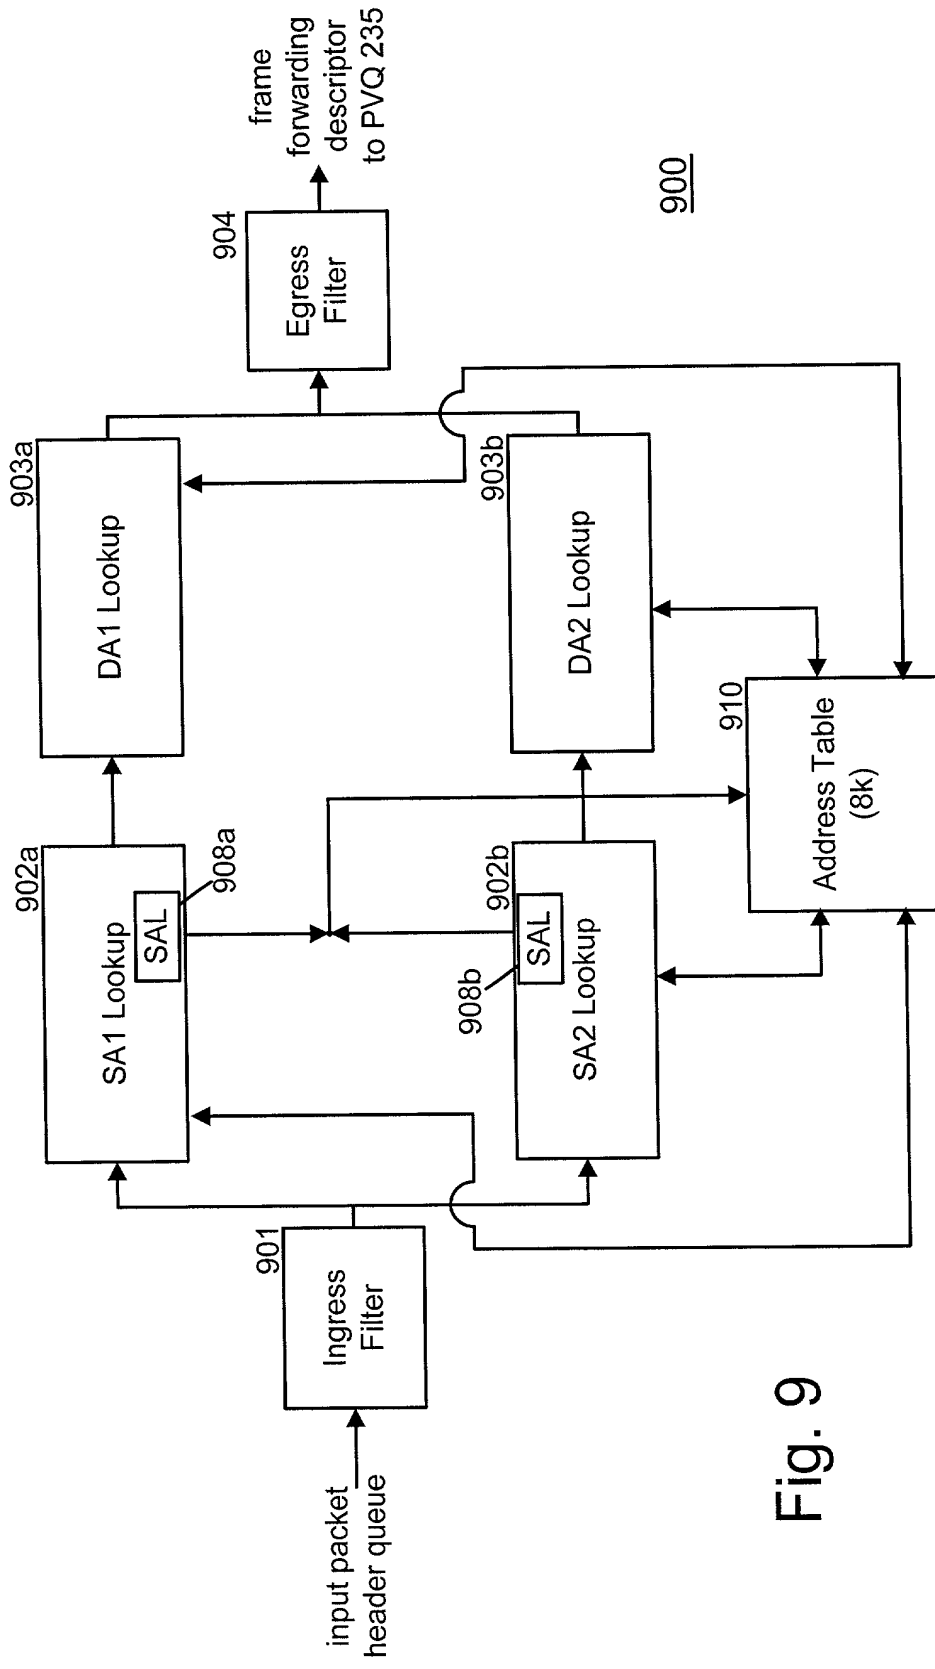 input packet
header queue
901
Ingress
Filter
902a
SA1 Lookup
SAL
908a
902b
SA2 Lookup
SAL
908b
903a
DA1 Lookup
903b
DA2 Lookup
910
Address Table
(8k)
904
Egress
Filter
frame
forwarding
descriptor
to PVQ 235
900
Fig. 9